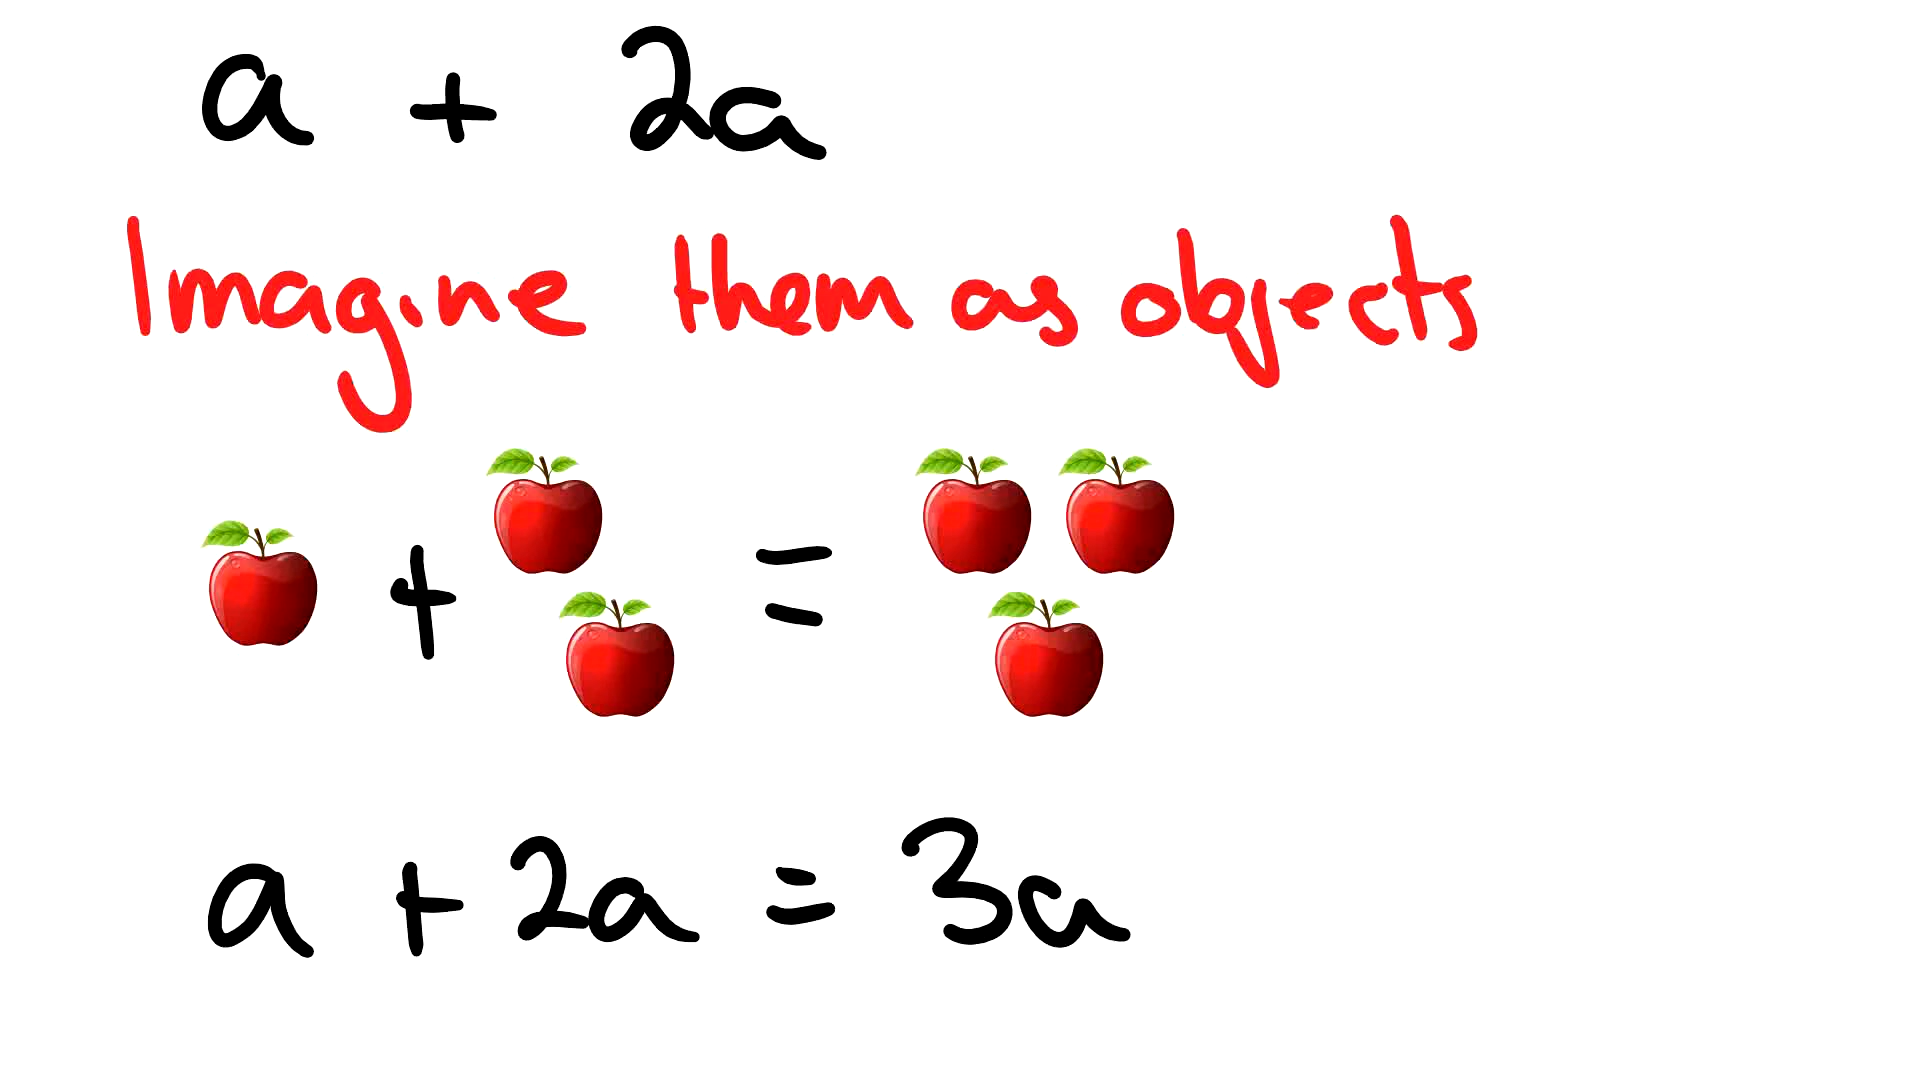 a + 2a
Imagine them as objects
+ =
a + 2a = 3a